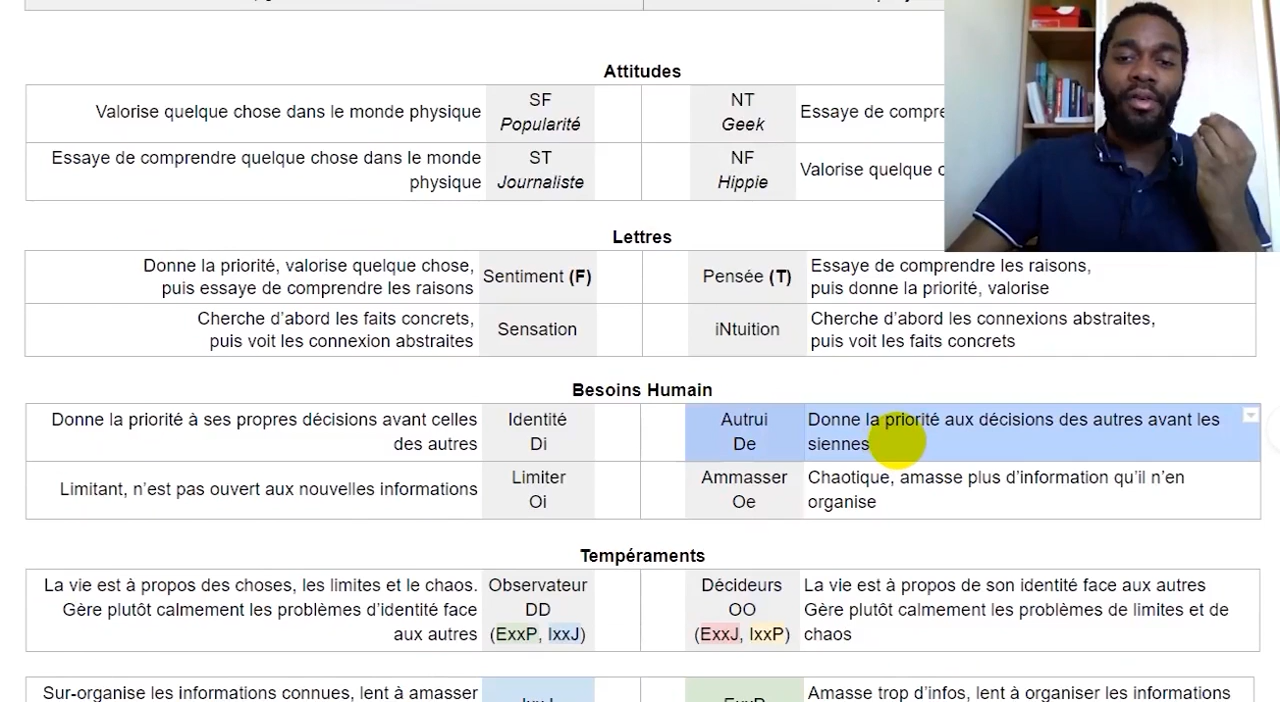 Attitudes
Valorise quelque chose dans le monde physique
SF
Popularité
NT
Geek
Essaye de compre
Essaye de comprendre quelque chose dans le monde
physique
ST
Journaliste
NF
Hippie
Valorise quelque c
Lettres
Donne la priorité, valorise quelque chose,
puis essaye de comprendre les raisons
Sentiment (F)
Pensée (T)
Essaye de comprendre les raisons,
puis donne la priorité, valorise
Cherche d'abord les faits concrets,
puis voit les connexion abstraites
Sensation
iNtuition
Cherche d'abord les connexions abstraites,
puis voit les faits concrets
Besoins Humain
Donne la priorité à ses propres décisions avant celles
des autres
Identité
Di
Autrui
De
Donne la priorité aux décisions des autres avant les
siennes
Limitant, n'est pas ouvert aux nouvelles informations
Limiter
Oi
Ammasser
Oe
Chaotique, amasse plus d'information qu'il n'en
organise
Tempéraments
La vie est à propos des choses, les limites et le chaos.
Gère plutôt calmement les problèmes d'identité face
aux autres
Observateur
DD
(ExxP, IxxJ)
Décideurs
OO
(ExxJ, IxxP)
La vie est à propos de son identité face aux autres
Gère plutôt calmement les problèmes de limites et de
chaos
Sur-organise les informations connues, lent à amasser
Amasse trop d'infos, lent à organiser les informations